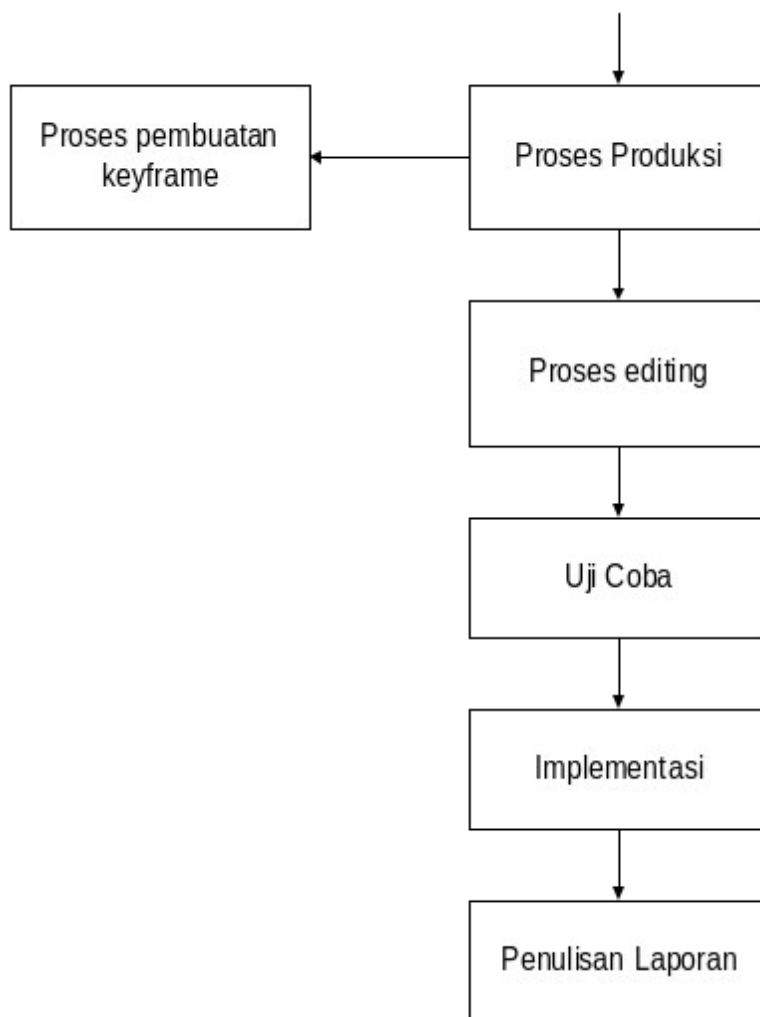 Proses pembuatan
keyframe
Proses Produksi
Proses editing
Uji Coba
Implementasi
Penulisan Laporan